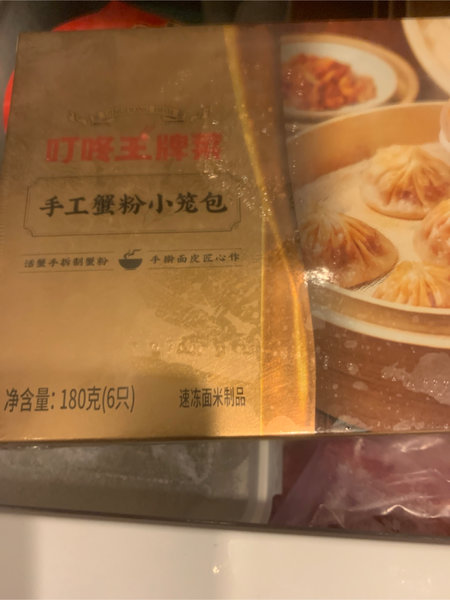 叮咚王牌菜
手工蟹粉小笼包
活蟹手拆制蟹粉 手擀面皮匠心作
净含量: 180克(6只)
速冻面米制品